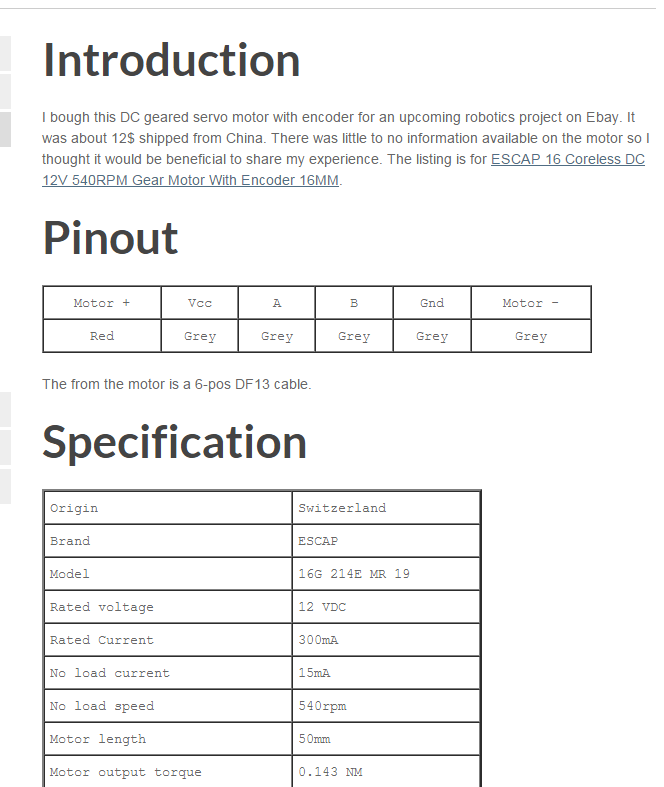 Introduction
I bough this DC geared servo motor with encoder for an upcoming robotics project on Ebay. It
was about 12$ shipped from China. There was little to no information available on the motor so I
thought it would be beneficial to share my experience. The listing is for ESCAP 16 Coreless DC
12V 540RPM Gear Motor With Encoder 16MM.
Pinout
Motor + Vcc A B Gnd Motor -
Red Grey Grey Grey Grey Grey
The from the motor is a 6-pos DF13 cable.
Specification
Origin Switzerland
Brand ESCAP
Model 16G 214E MR 19
Rated voltage 12 VDC
Rated Current 300mA
No load current 15mA
No load speed 540rpm
Motor length 50mm
Motor output torque 0.143 NM